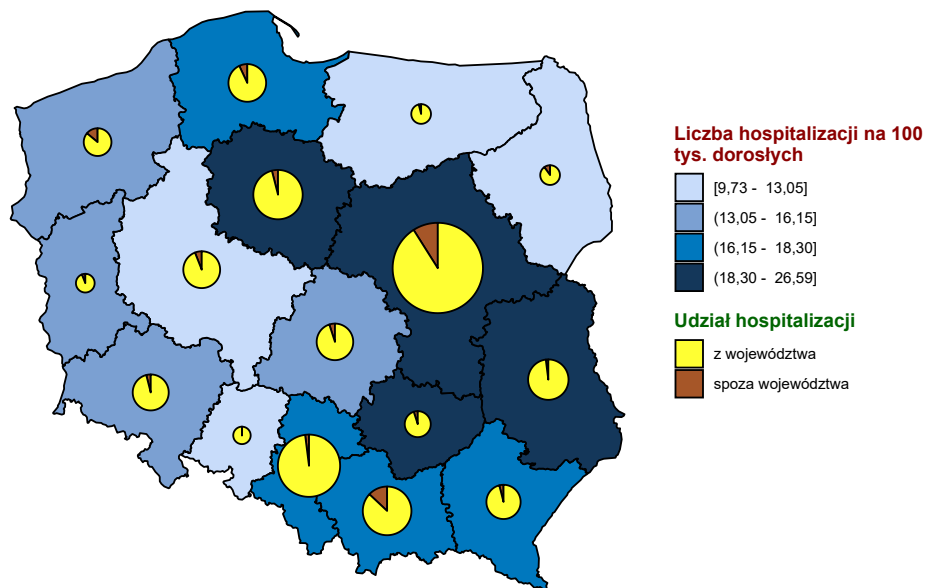 Liczba hospitalizacji na 100
tys. dorosłych
[9,73 - 13,05]
(13,05 - 16,15]
(16,15 - 18,30]
(18,30 - 26,59]
Udział hospitalizacji
z województwa
spoza województwa